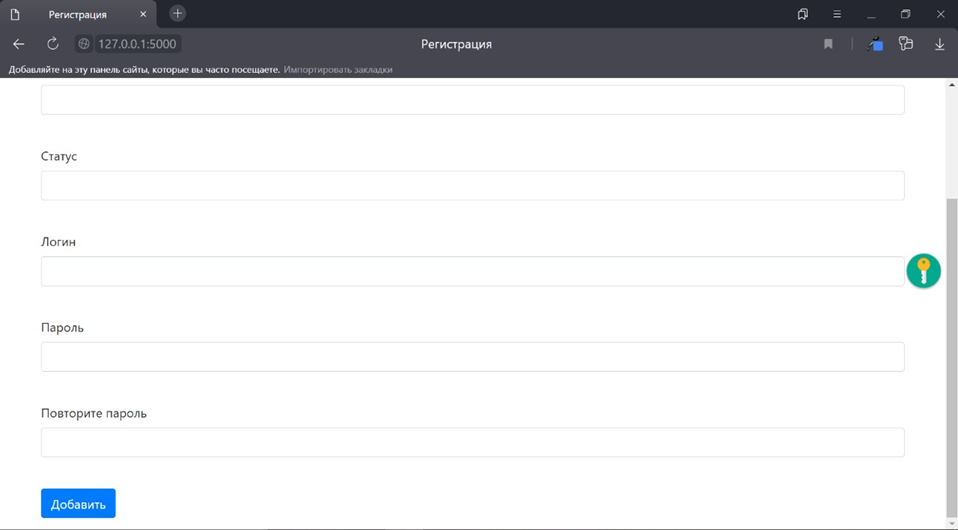 Регистрация
127.0.0.1:5000
Регистрация
Добавляйте на эту панель сайты, которые вы часто посещаете. Импортировать закладки
Статус
Логин
Пароль
Повторите пароль
Добавить